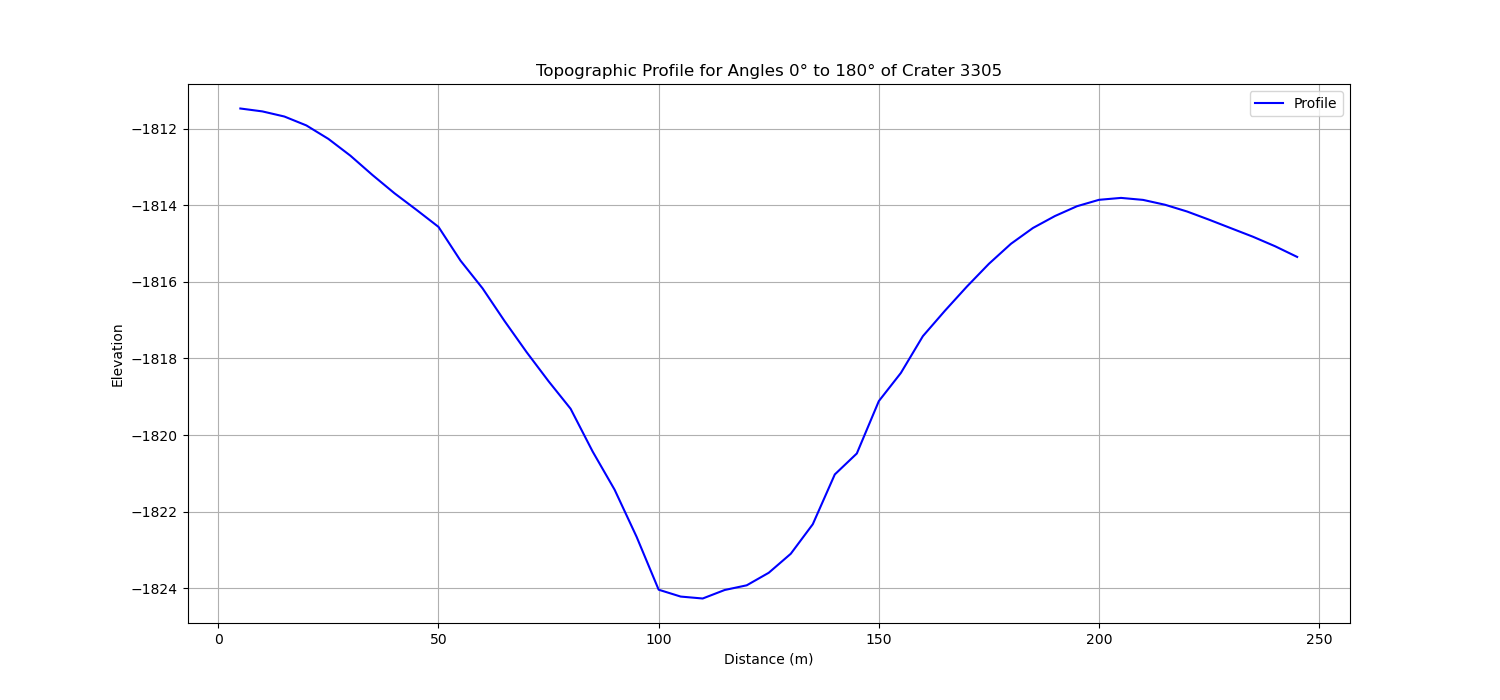 Topographic Profile for Angles 0° to 180° of Crater 3305
Profile
−1812
−1814
−1816
−1818
−1820
−1822
−1824
Elevation
0 50 100 150 200 250
Distance (m)